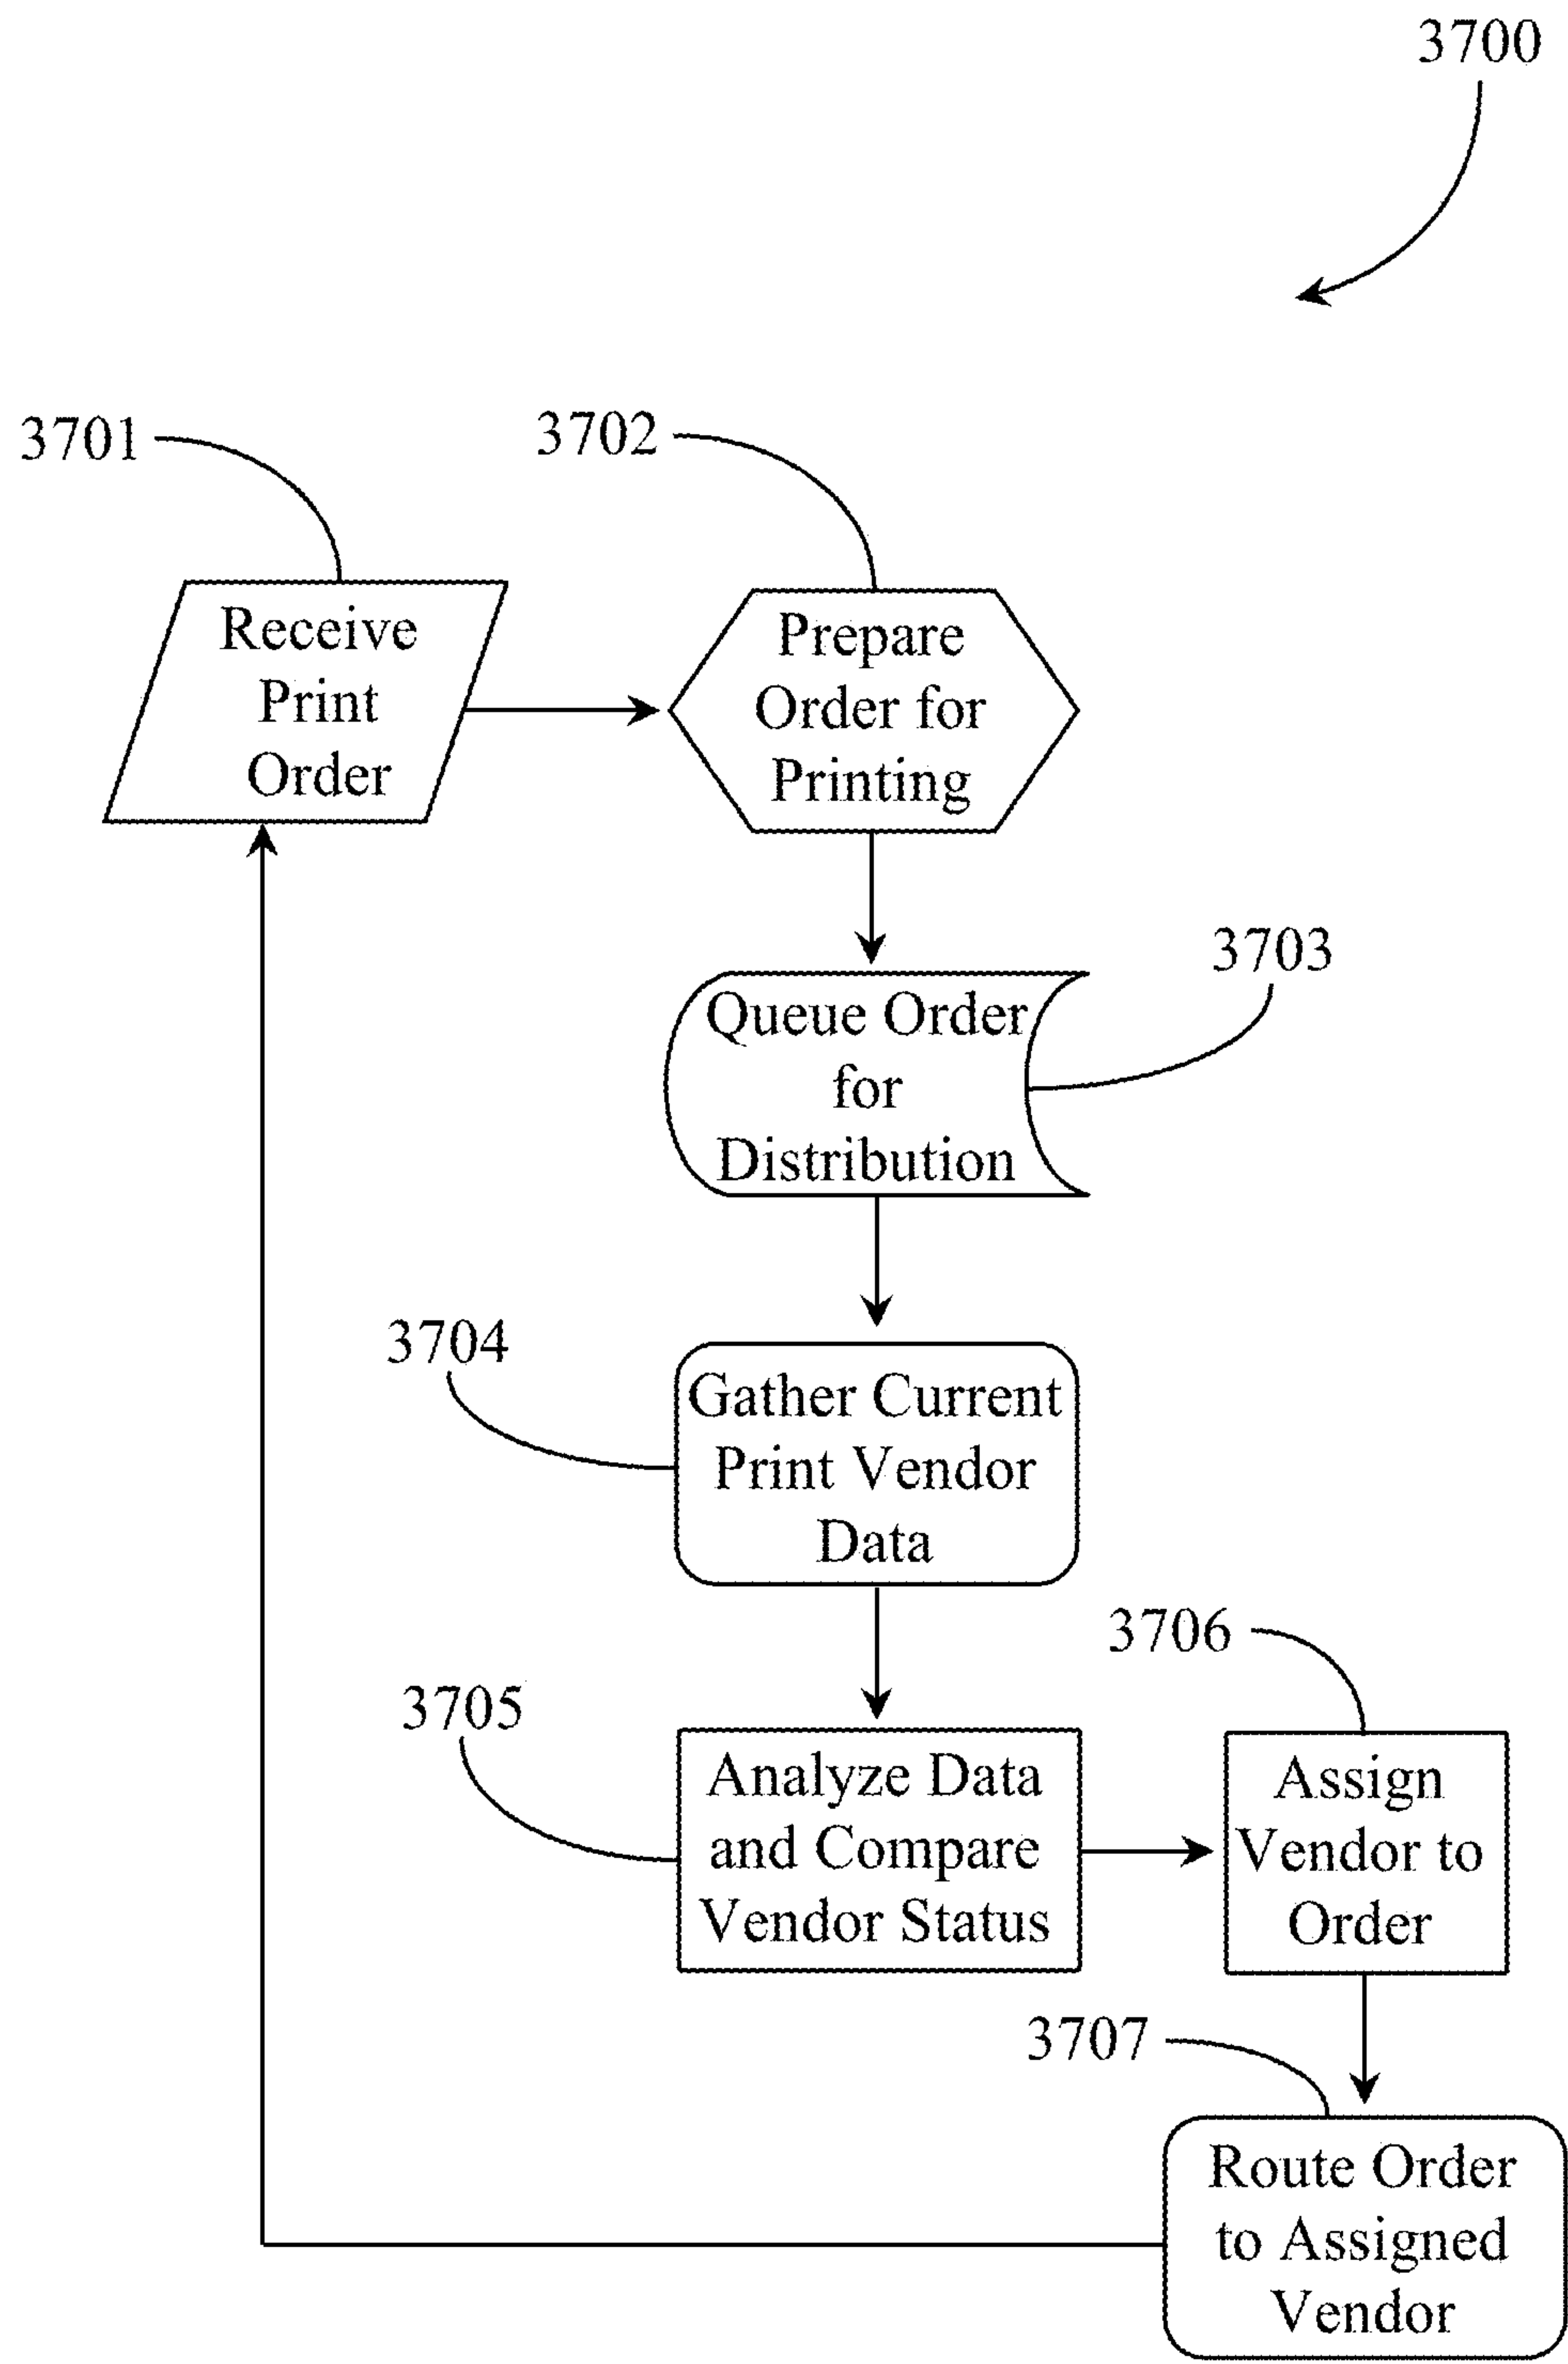 3700
3701
3702
Receive
Print
Order
Prepare
Order for
Printing
3703
Queue Order
for
Distribution
3704
Gather Current
Print Vendor
Data
3705
Analyze Data
and Compare
Vendor Status
3706
Assign
Vendor to
Order
3707
Route Order
to Assigned
Vendor